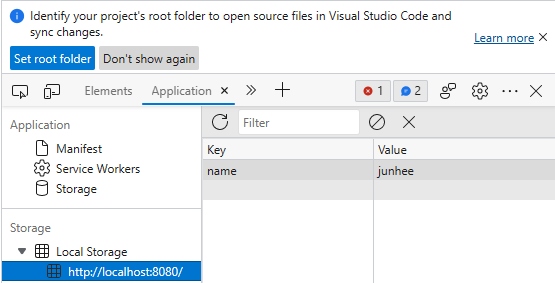 Identify your project's root folder to open source files in Visual Studio Code and
sync changes.
Learn more
Set root folder
Don't show again
Elements
Application
1
2
Application
Manifest
Service Workers
Storage
Storage
Local Storage
http://localhost:8080/
Filter
Key Value
name junhee